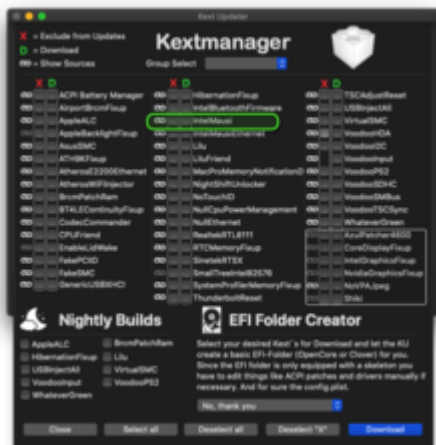 Kext Updater
X = Exclude from Updates
D = Download
= Show Sources
Kextmanager
Group Select
X D
ACPI Battery Manager
AirportBrcmFixup
AppleALC
AppleBacklightFixup
AsusSMC
ATH9KFixup
AtherosE2200Ethernet
AtherosWiFiInjector
BrcmPatchRam
BT4LEContinuityFixup
CodecCommander
CPUFriend
EnableLidWake
FakePCIID
FakeSMC
GenericUSBXHCI
X D
HibernationFixup
IntelBluetoothFirmware
IntelMausi
IntelMausiEthernet
Lilu
LiluFriend
MacProMemoryNotificationD
NightShiftUnlocker
NoTouchID
NullCpuPowerManagement
NullEthernet
RealtekRTL8111
RTCMemoryFixup
SinetekRTSX
SmallTreeIntel82576
SystemProfilerMemoryFixup
ThunderboltReset
X D
TSCAdjustReset
USBInjectAll
VirtualSMC
VoodooHDA
VoodooI2C
VoodooInput
VoodooPS2
VoodooSDHC
VoodooSMBus
VoodooTSCSync
WhateverGreen
AzulPatcher4600
CoreDisplayFixup
IntelGraphicsFixup
NvidiaGraphicsFixup
NoVPAJpeg
Shiki
Nightly Builds
AppleALC
HibernationFixup
USBInjectAll
VoodooInput
WhateverGreen
BrcmPatchRam
Lilu
VirtualSMC
VoodooPS2
EFI Folder Creator
Select your desired Kext´s for Download and let the KU
create a basic EFI-Folder (OpenCore or Clover) for you.
Since the EFI folder is only equipped with a skeleton you
have to edit things like ACPI patches and drivers manually if
necessary. And for sure the config.plist.
No, thank you
Close
Select all
Deselect all
Deselect "X"
Download